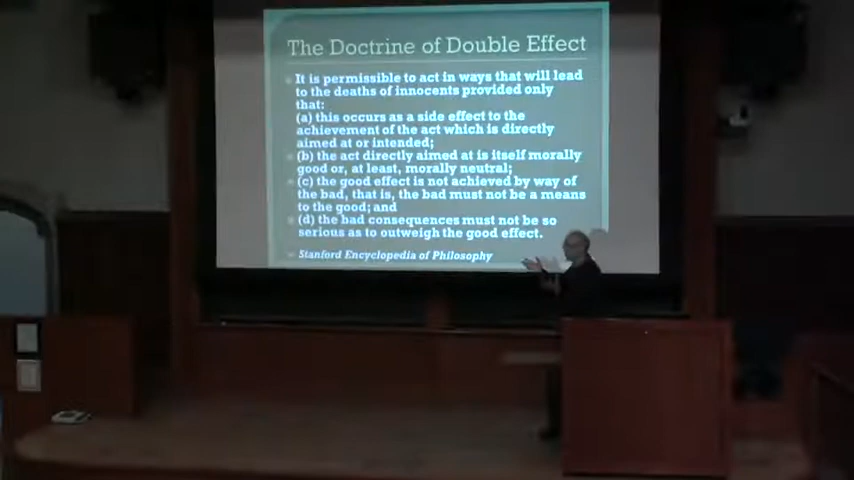 The Doctrine of Double Effect
It is permissible to act in ways that will lead
to the deaths of innocents provided only
that:
(a) this occurs as a side effect to the
achievement of the act which is directly
aimed at or intended;
(b) the act directly aimed at is itself morally
good or, at least, morally neutral;
(c) the good effect is not achieved by way of
the bad, that is, the bad must not be a means
to the good; and
(d) the bad consequences must not be so
serious as to outweigh the good effect.
Stanford Encyclopedia of Philosophy